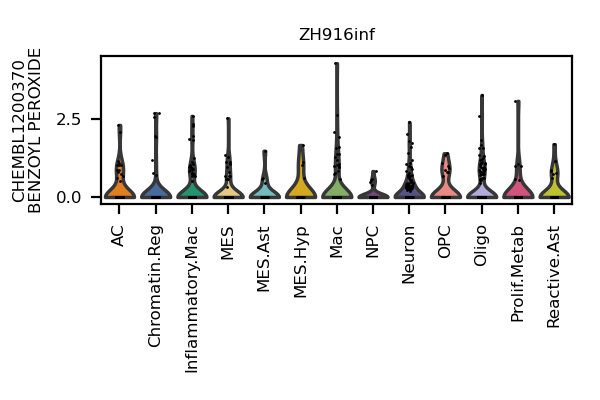 ZH916inf
CHEMBL1200370
BENZOYL PEROXIDE
2.5
0.0
AC
Chromatin.Reg
Inflammatory.Mac
MES
MES.Ast
MES.Hyp
Mac
NPC
Neuron
OPC
Oligo
Prolif.Metab
Reactive.Ast